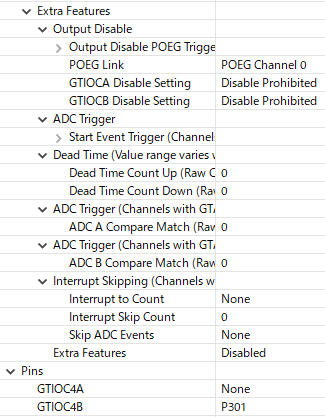 Extra Features
Output Disable
Output Disable POEG Trigge
POEG Link POEG Channel 0
GTIOCA Disable Setting Disable Prohibited
GTIOCB Disable Setting Disable Prohibited
ADC Trigger
Start Event Trigger (Channel
Dead Time (Value range varies v
Dead Time Count Up (Raw C 0
Dead Time Count Down (Rav 0
ADC Trigger (Channels with GTA
ADC A Compare Match (Rav 0
ADC Trigger (Channels with GTA
ADC B Compare Match (Rav 0
Interrupt Skipping (Channels w
Interrupt to Count None
Interrupt Skip Count 0
Skip ADC Events None
Extra Features Disabled
Pins
GTIOC4A None
GTIOC4B P301